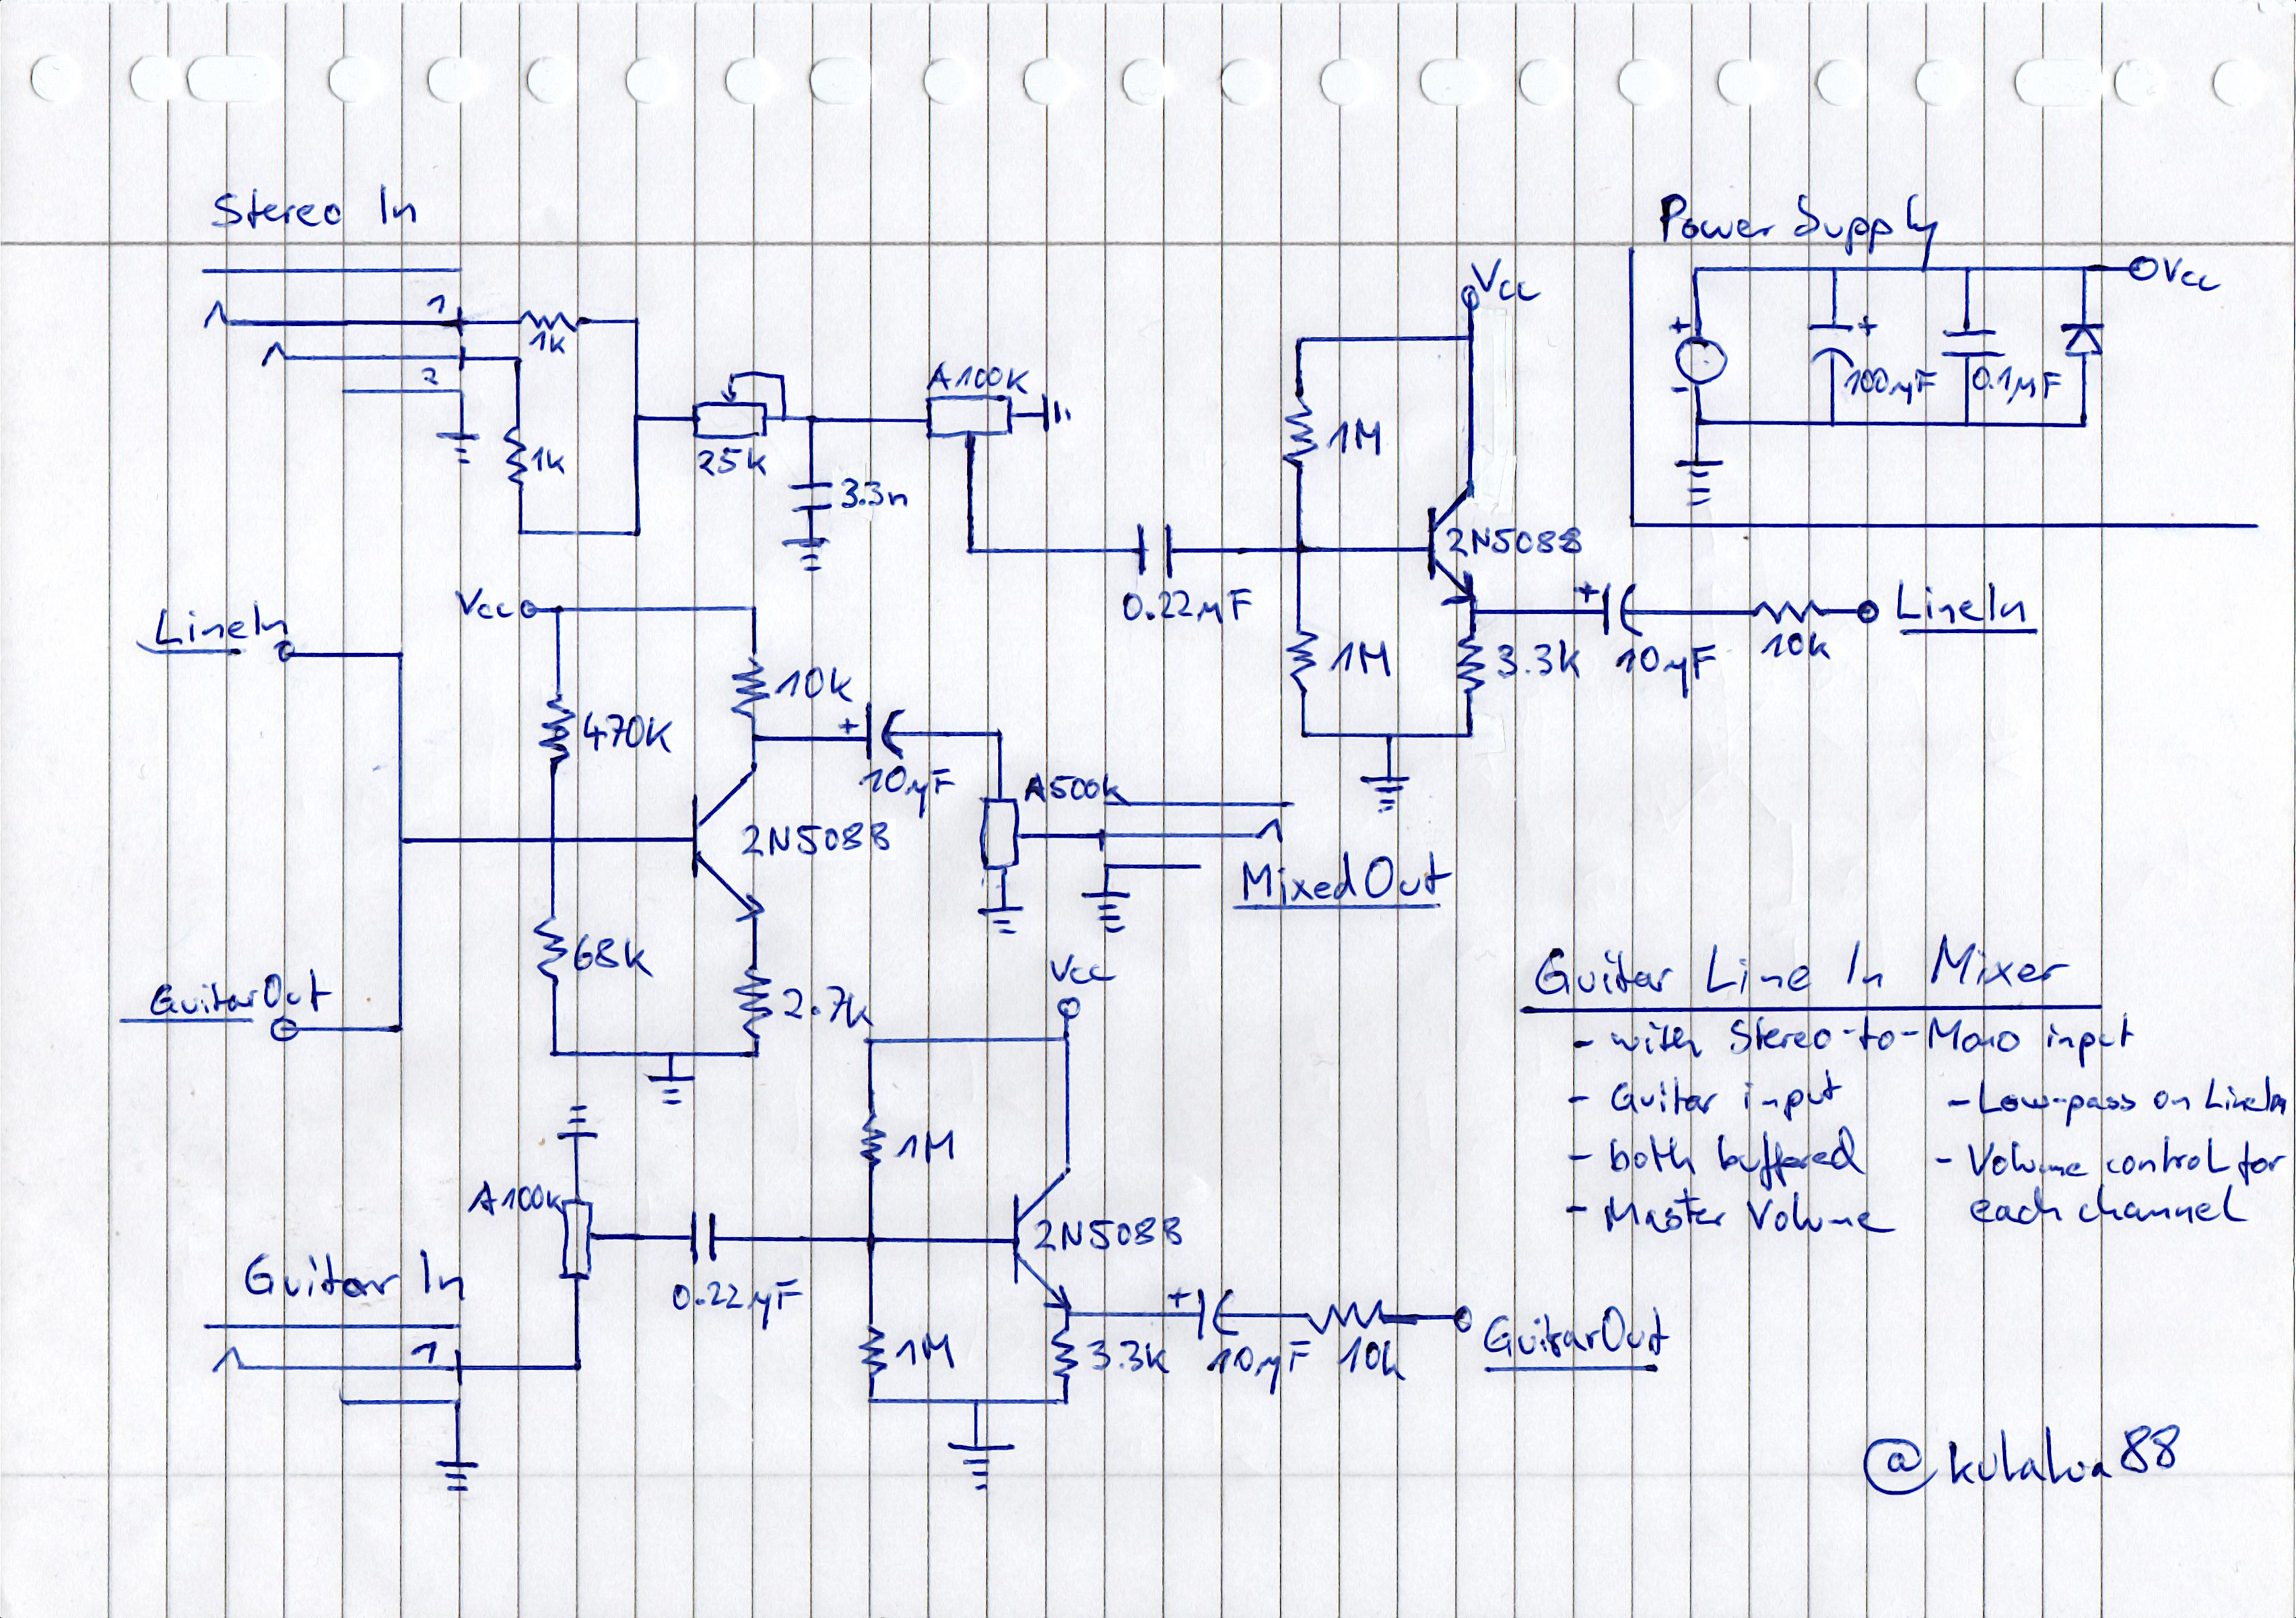 Stereo In
1
1k
2
1k
25k
3.3n
A100k
0.22µF
Vcc
1M
1M
2N5088
3.3k
+
10µF
10k
LineIn
Power Supply
Vcc
+
-
+
100µF
0.1µF
LineIn
Vcc
470k
10k
+
10µF
A500k
2N5088
MixedOut
68k
2.7k
GuitarOut
Guitar Line In Mixer
- with Stereo-to-Mono input
- Guitar input
- both buffered
- Master Volume
- Low-pass on LineIn
- Volume control for
each channel
Vcc
A100k
1M
2N5088
0.22µF
Guitar In
1
1M
3.3k
+
10µF
10k
GuitarOut